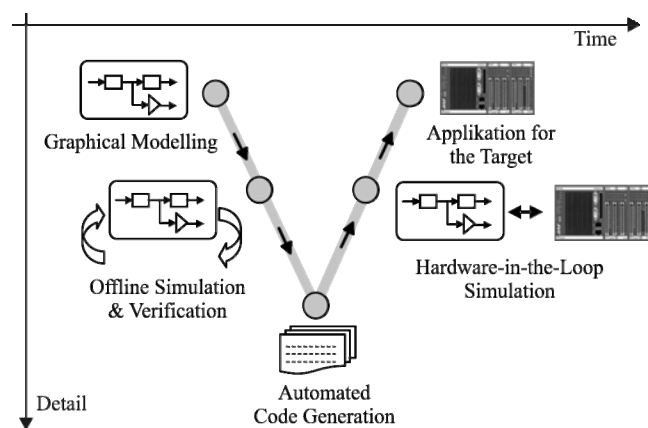 Time
Graphical Modelling
Applikation for
the Target
Offline Simulation
& Verification
Hardware-in-the-Loop
Simulation
Automated
Code Generation
Detail